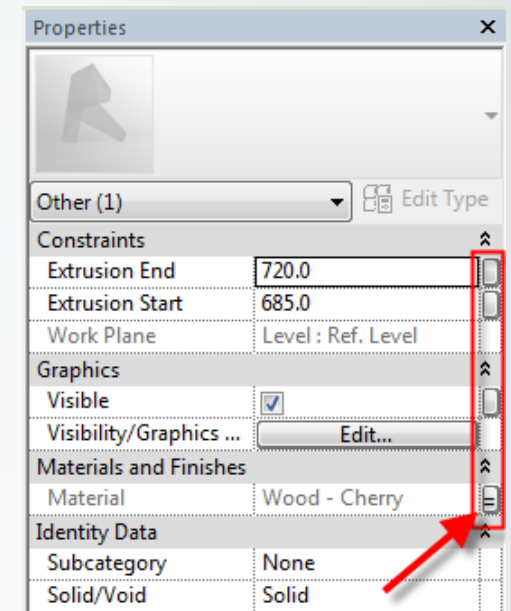 Properties
Other (1) Edit Type
Constraints
Extrusion End 720.0
Extrusion Start 685.0
Work Plane Level : Ref. Level
Graphics
Visible
Visibility/Graphics ... Edit...
Materials and Finishes
Material Wood - Cherry =
Identity Data
Subcategory None
Solid/Void Solid